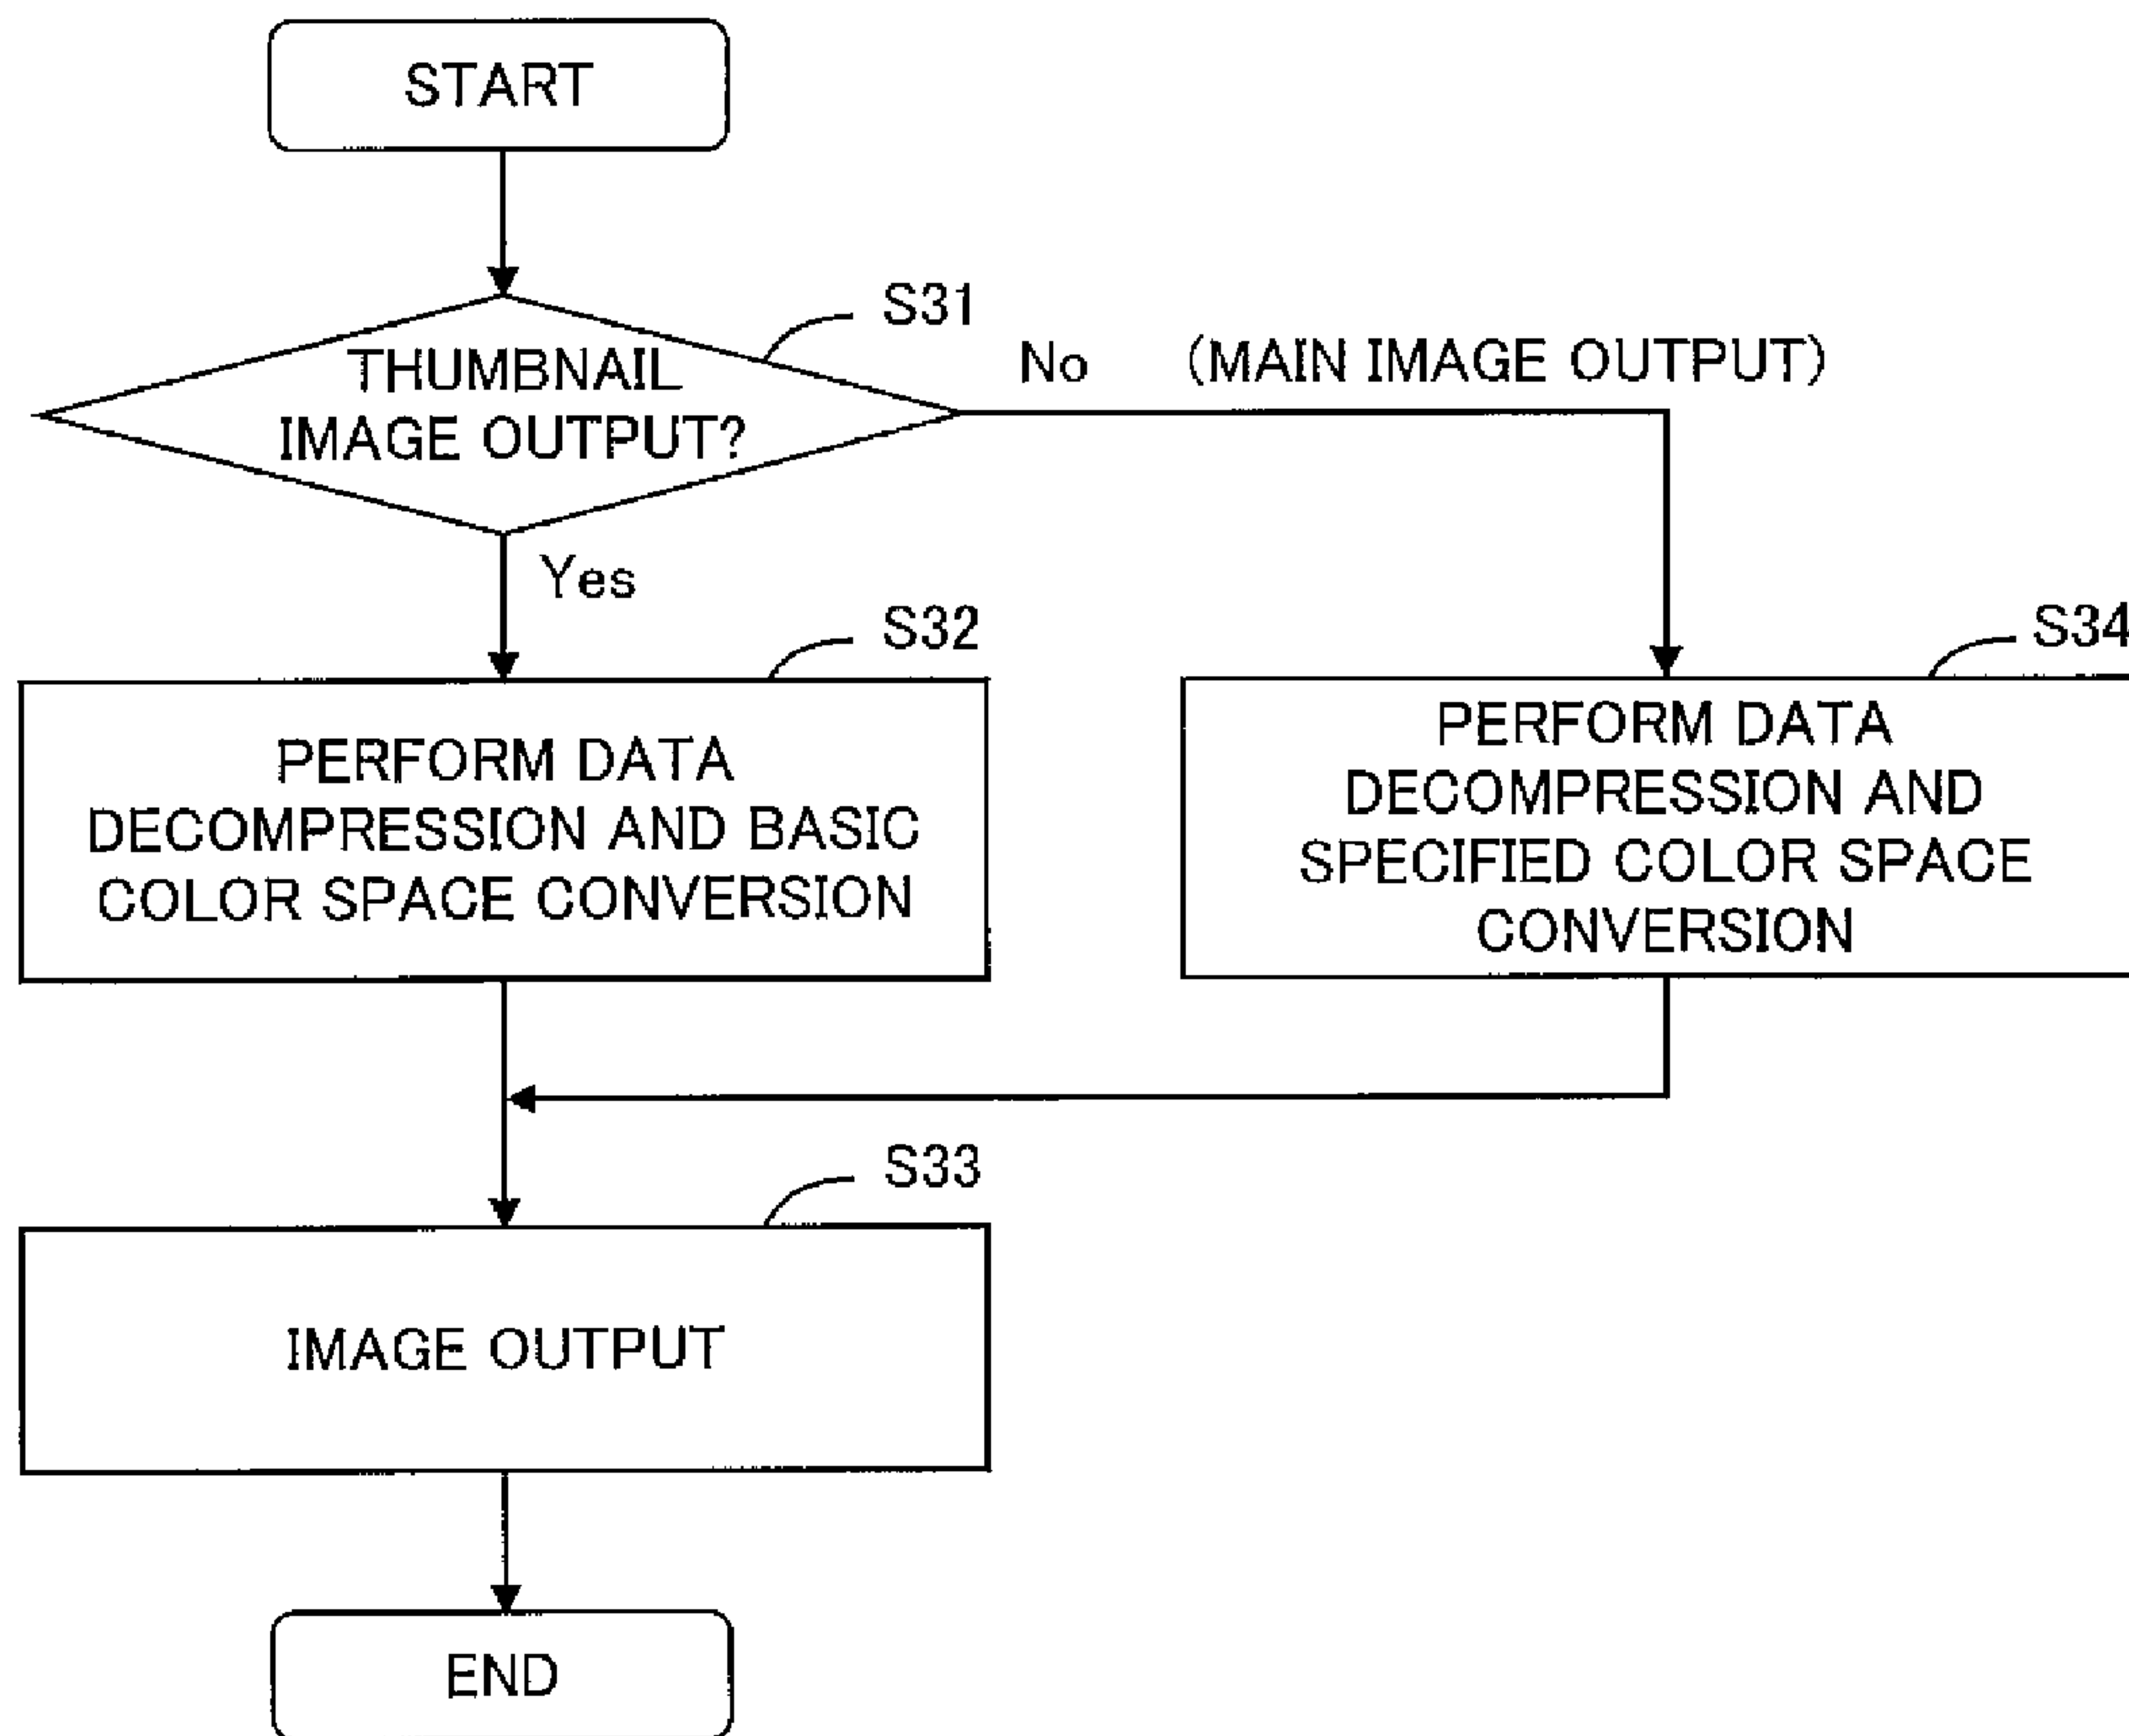 START
S31
THUMBNAIL
IMAGE OUTPUT?
No (MAIN IMAGE OUTPUT)
Yes
S32
PERFORM DATA
DECOMPRESSION AND BASIC
COLOR SPACE CONVERSION
S34
PERFORM DATA
DECOMPRESSION AND
SPECIFIED COLOR SPACE
CONVERSION
S33
IMAGE OUTPUT
END